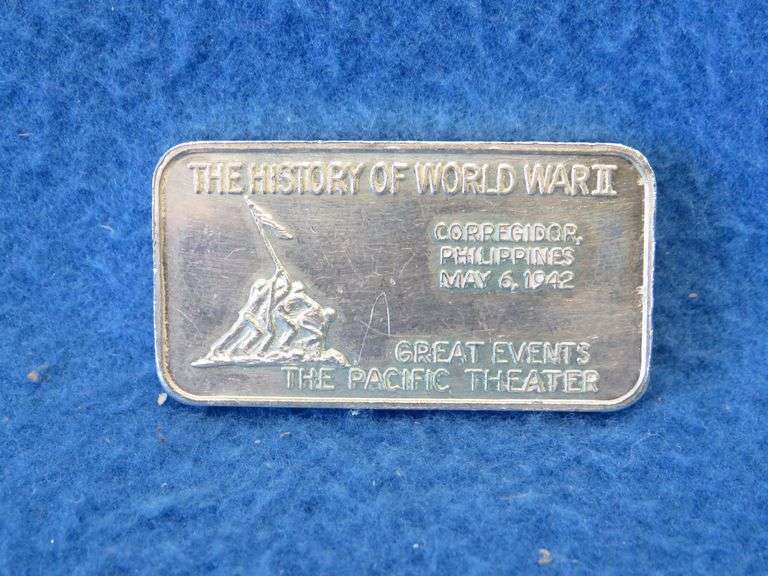 THE HISTORY OF WORLD WAR II
CORREGIDOR,
PHILIPPINES
MAY 6, 1942
GREAT EVENTS
THE PACIFIC THEATER